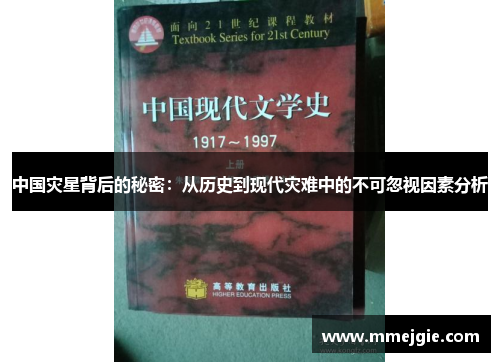 面向21世纪课程教材
Textbook Series for 21st Century
中国现代文学史
1917～1997
上册
中国灾星背后的秘密：从历史到现代灾难中的不可忽视因素分析
高等教育出版社
HIGHER EDUCATION PRESS
www.mmejgie.com